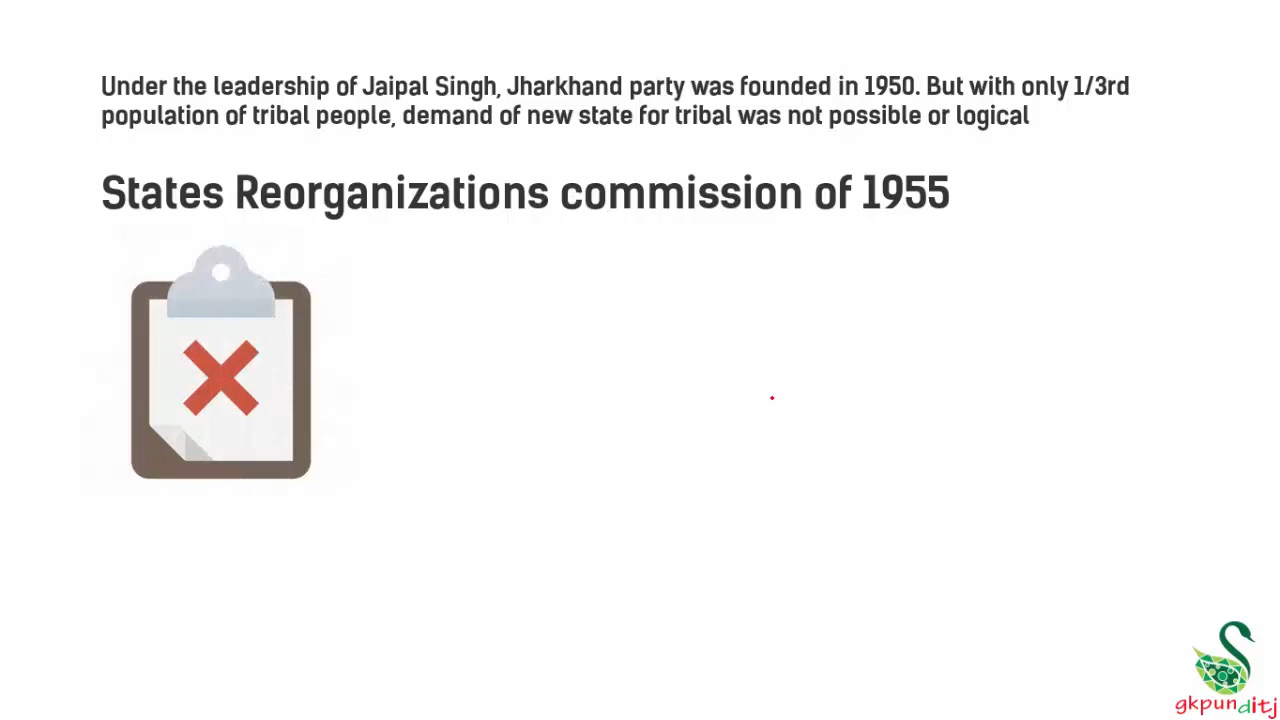 Under the leadership of Jaipal Singh, Jharkhand party was founded in 1950. But with only 1/3rd
population of tribal people, demand of new state for tribal was not possible or logical
States Reorganizations commission of 1955
gkpunditj